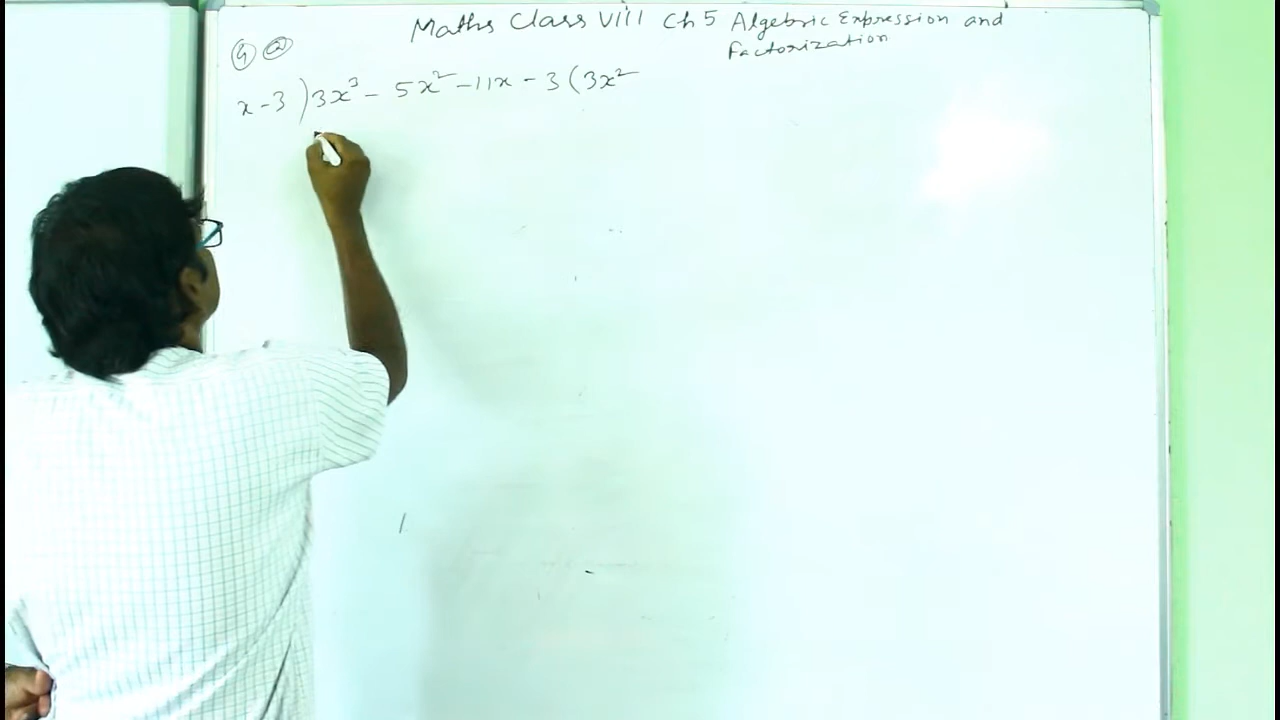 Maths Class VIII Ch 5 Algebric Expression and
Factorization
4 a
x - 3 ) 3x³ - 5x² - 11x - 3 ( 3x²